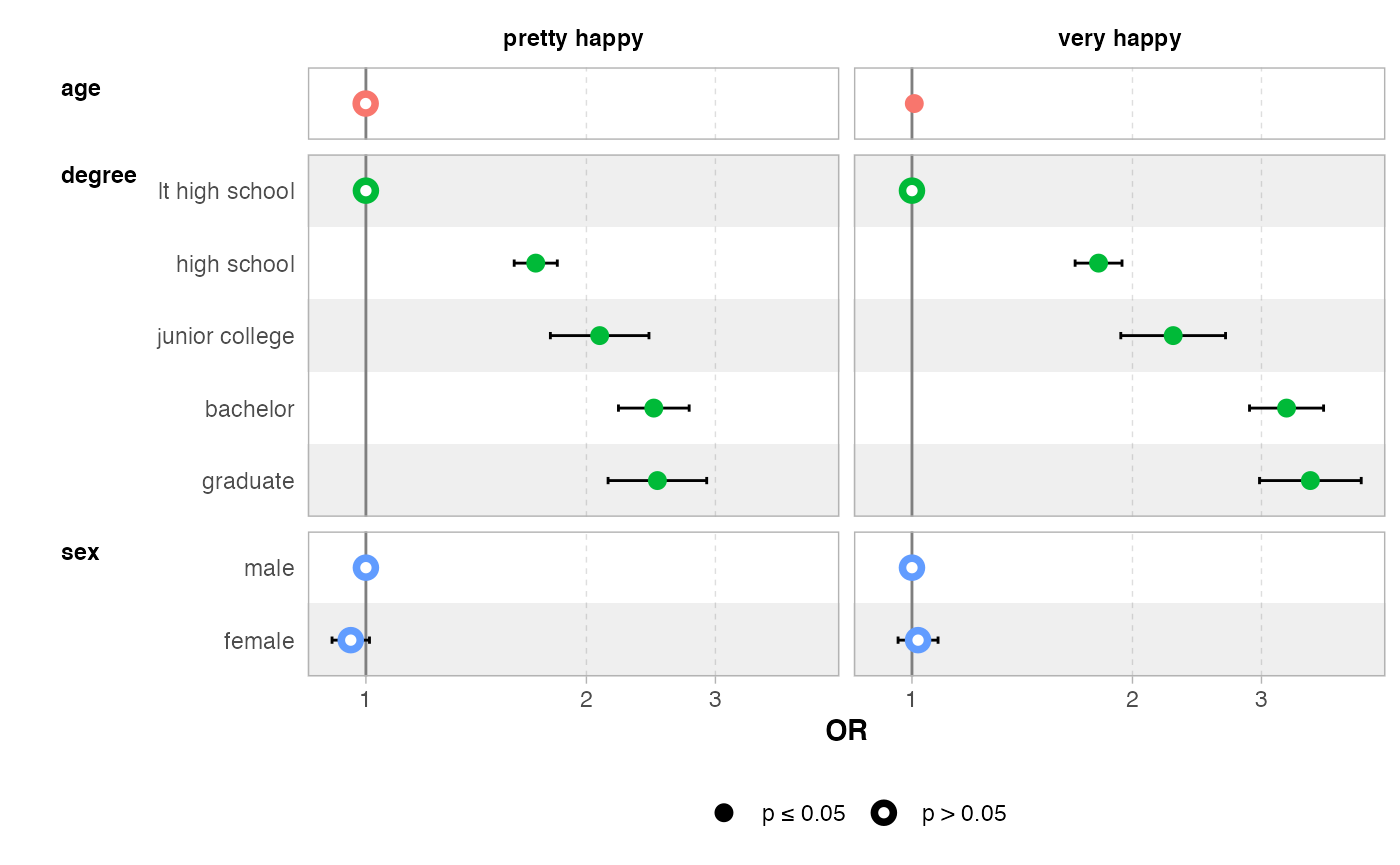 pretty happy very happy
age
degree lt high school
high school
junior college
bachelor
graduate
sex
male
female
1 2 3 1 2 3
OR
p ≤ 0.05 p > 0.05